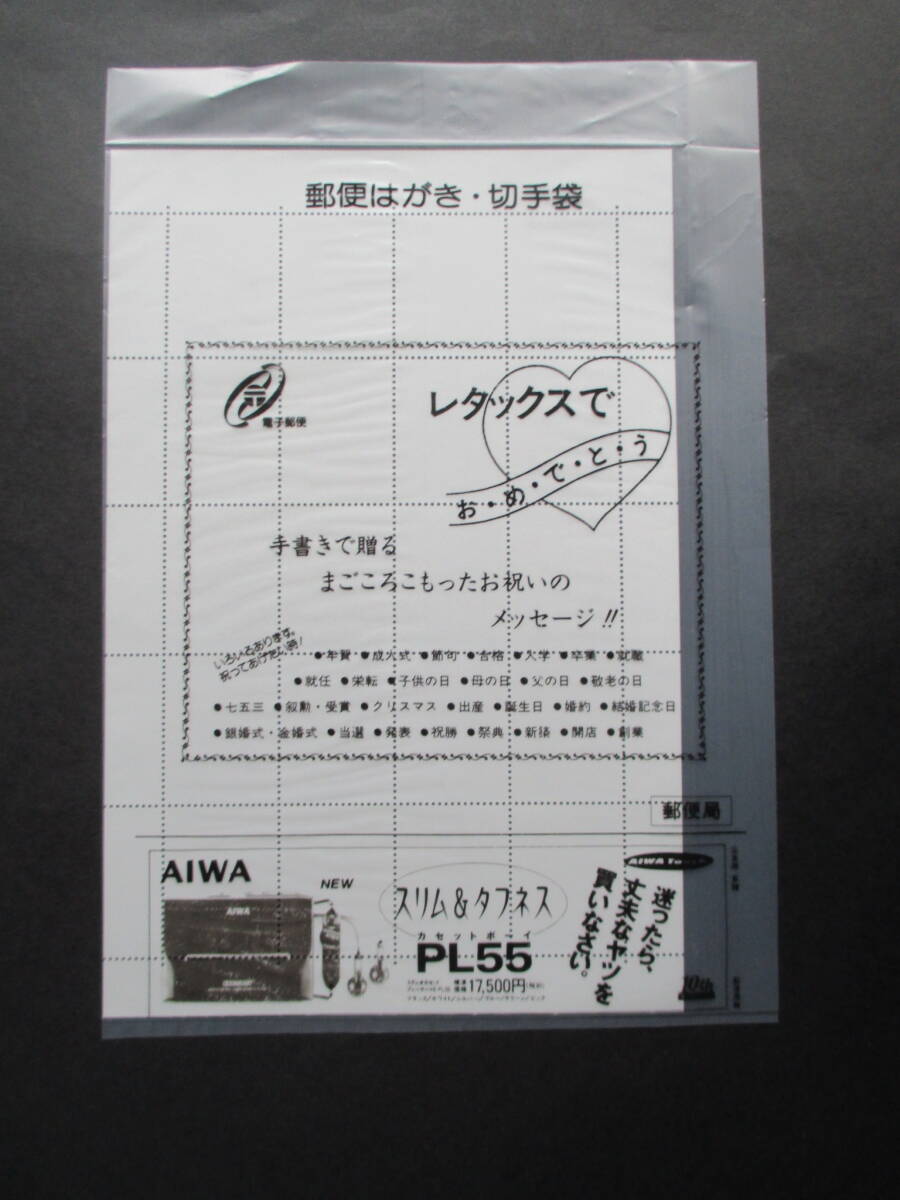 郵便はがき・切手袋
電子郵便
レタックスで
お・め・で・と・う
手書きで贈る
まごころこもったお祝いの
メッセージ!!
いろいろあります。
祝ってあげたい時!
●年賀 ●成人式 ●節句 ●合格 ●入学 ●卒業 ●就職
●就任 ●栄転 ●子供の日 ●母の日 ●父の日 ●敬老の日
●七五三 ●叙勲・受賞 ●クリスマス ●出産 ●誕生日 ●婚約 ●結婚記念日
●銀婚式・金婚式 ●当選 ●発表 ●祝勝 ●祭典 ●新築 ●開店 ●創業
郵便局
AIWA
NEW
AIWA
スリム&タフネス
カセットボーイ
PL55
標準価格 17,500円(税別)
迷ったら、
丈夫なヤツを
買いなさい。
AIWA
10th